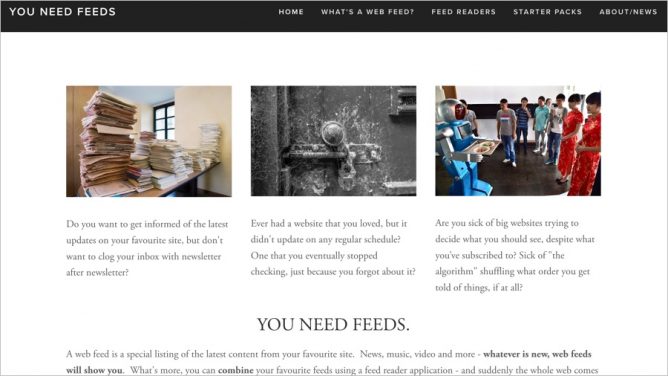 YOU NEED FEEDS
HOME
WHAT'S A WEB FEED?
FEED READERS
STARTER PACKS
ABOUT/NEWS
Do you want to get informed of the latest
updates on your favourite site, but don't
want to clog your inbox with newsletter
after newsletter?
Ever had a website that you loved, but it
didn't update on any regular schedule?
One that you eventually stopped
checking, just because you forgot about it?
Are you sick of big websites trying to
decide what you should see, despite what
you've subscribed to? Sick of "the
algorithm" shuffling what order you get
told of things, if at all?
YOU NEED FEEDS.
A web feed is a special listing of the latest content from your favourite site. News, music, video and more - whatever is new, web feeds
will show you. What's more, you can combine your favourite feeds using a feed reader application - and suddenly the whole web comes